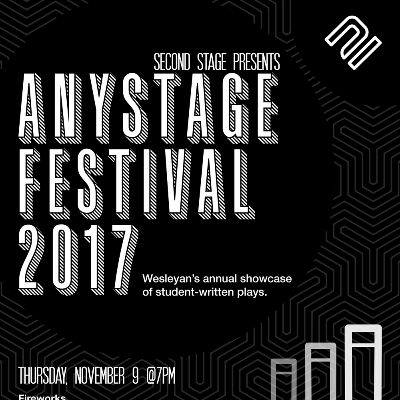 SECOND STAGE PRESENTS
ANYSTAGE
FESTIVAL
2017
Wesleyan's annual showcase
of student-written plays.
THURSDAY, NOVEMBER 9 @7PM
Fireworks